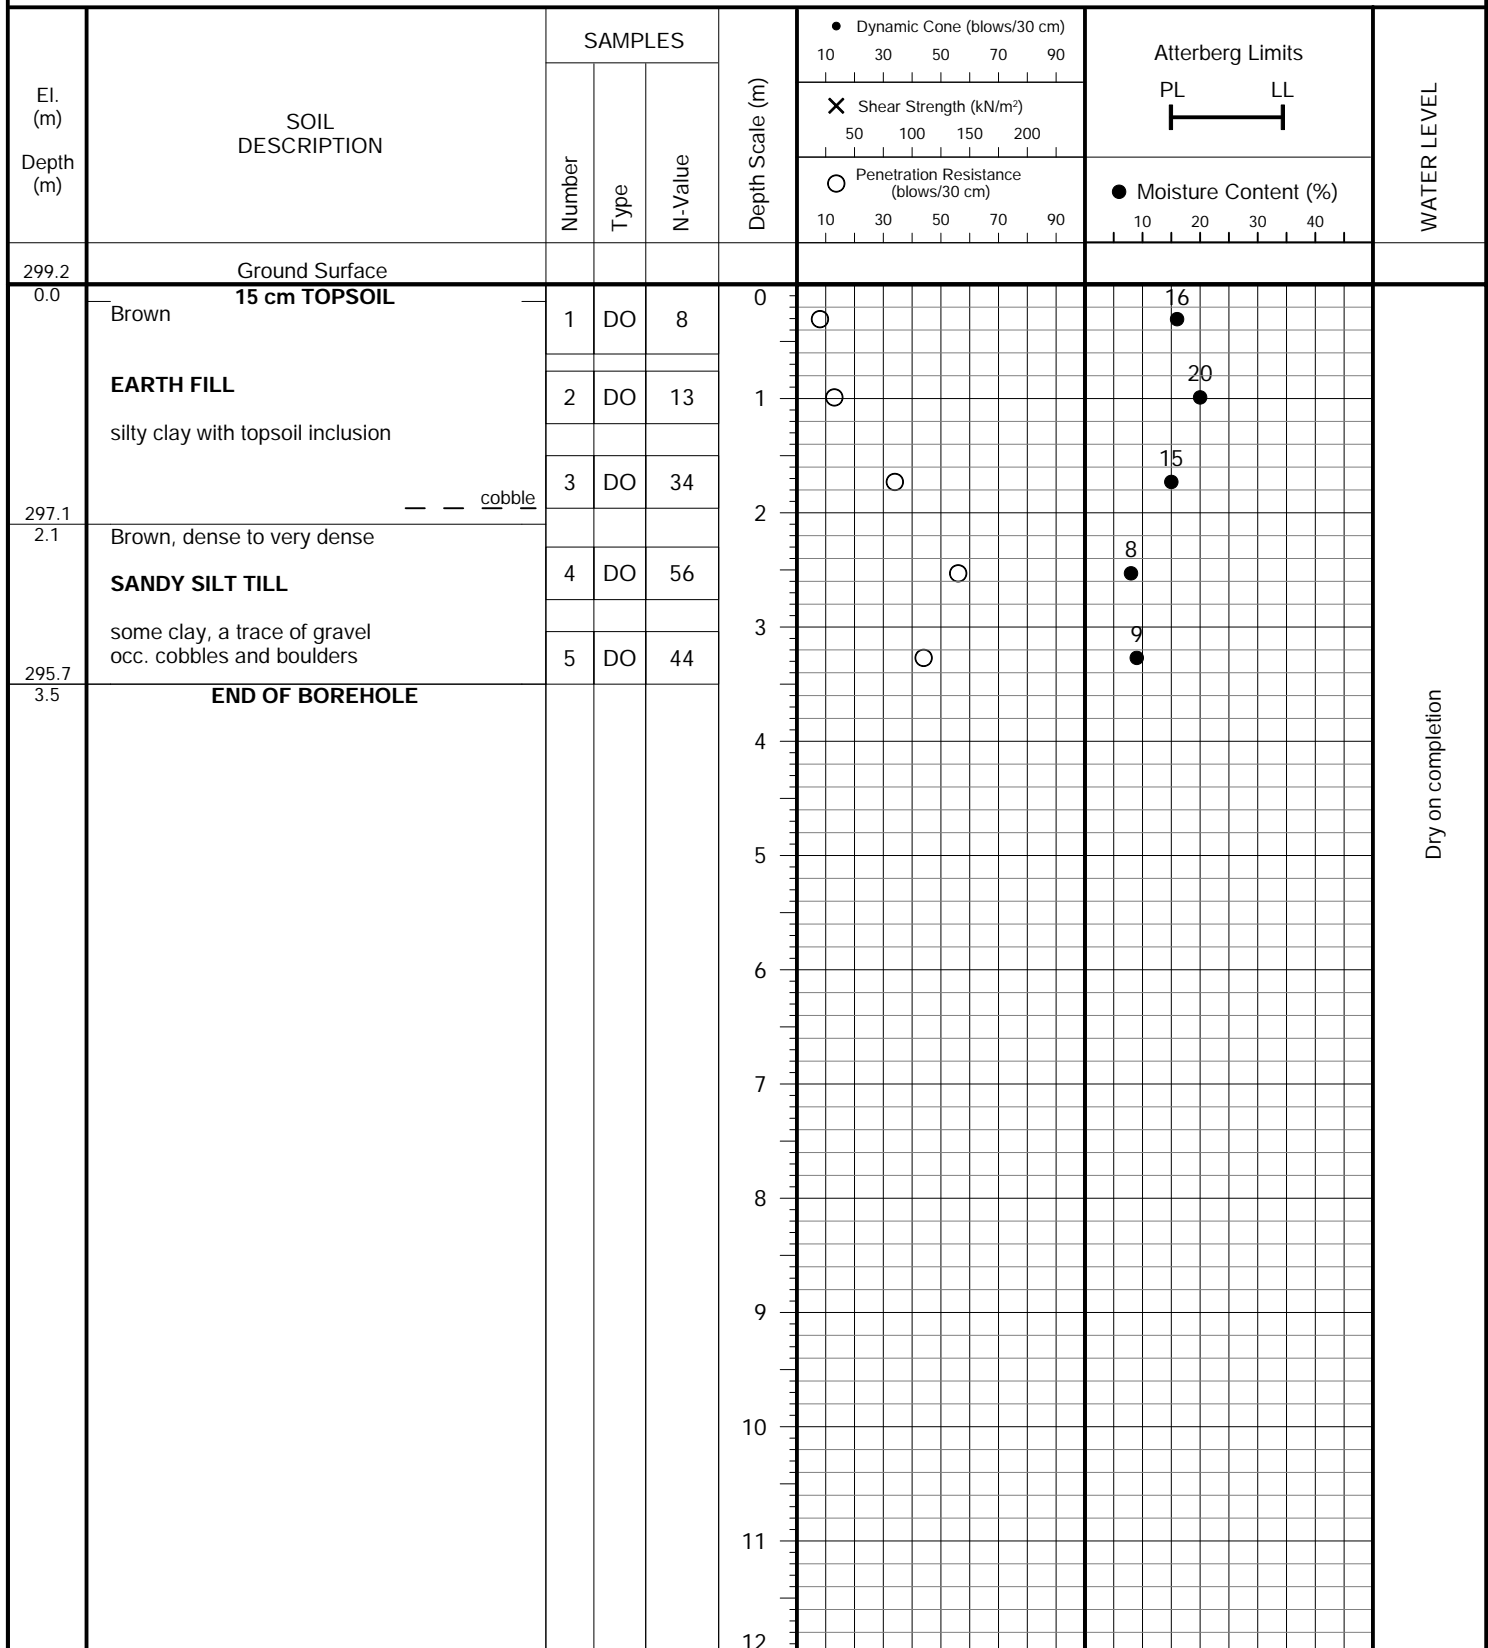 El.
(m)
Depth
(m)
SOIL
DESCRIPTION
SAMPLES
Number
Type
N-Value
Depth Scale (m)
Dynamic Cone (blows/30 cm)
10 30 50 70 90
Shear Strength (kN/m²)
50 100 150 200
Penetration Resistance
(blows/30 cm)
10 30 50 70 90
Atterberg Limits
PL LL
Moisture Content (%)
10 20 30 40
WATER LEVEL
299.2 Ground Surface
0.0 15 cm TOPSOIL 0 16
Brown
1 DO 8
EARTH FILL 20
2 DO 13 1
silty clay with topsoil inclusion
15
3 DO 34
cobble
297.1 2
2.1 Brown, dense to very dense
8
4 DO 56
SANDY SILT TILL
some clay, a trace of gravel 3 9
occ. cobbles and boulders 5 DO 44
295.7
3.5 END OF BOREHOLE
4
5
6
7
8
9
10
11
12
Dry on completion